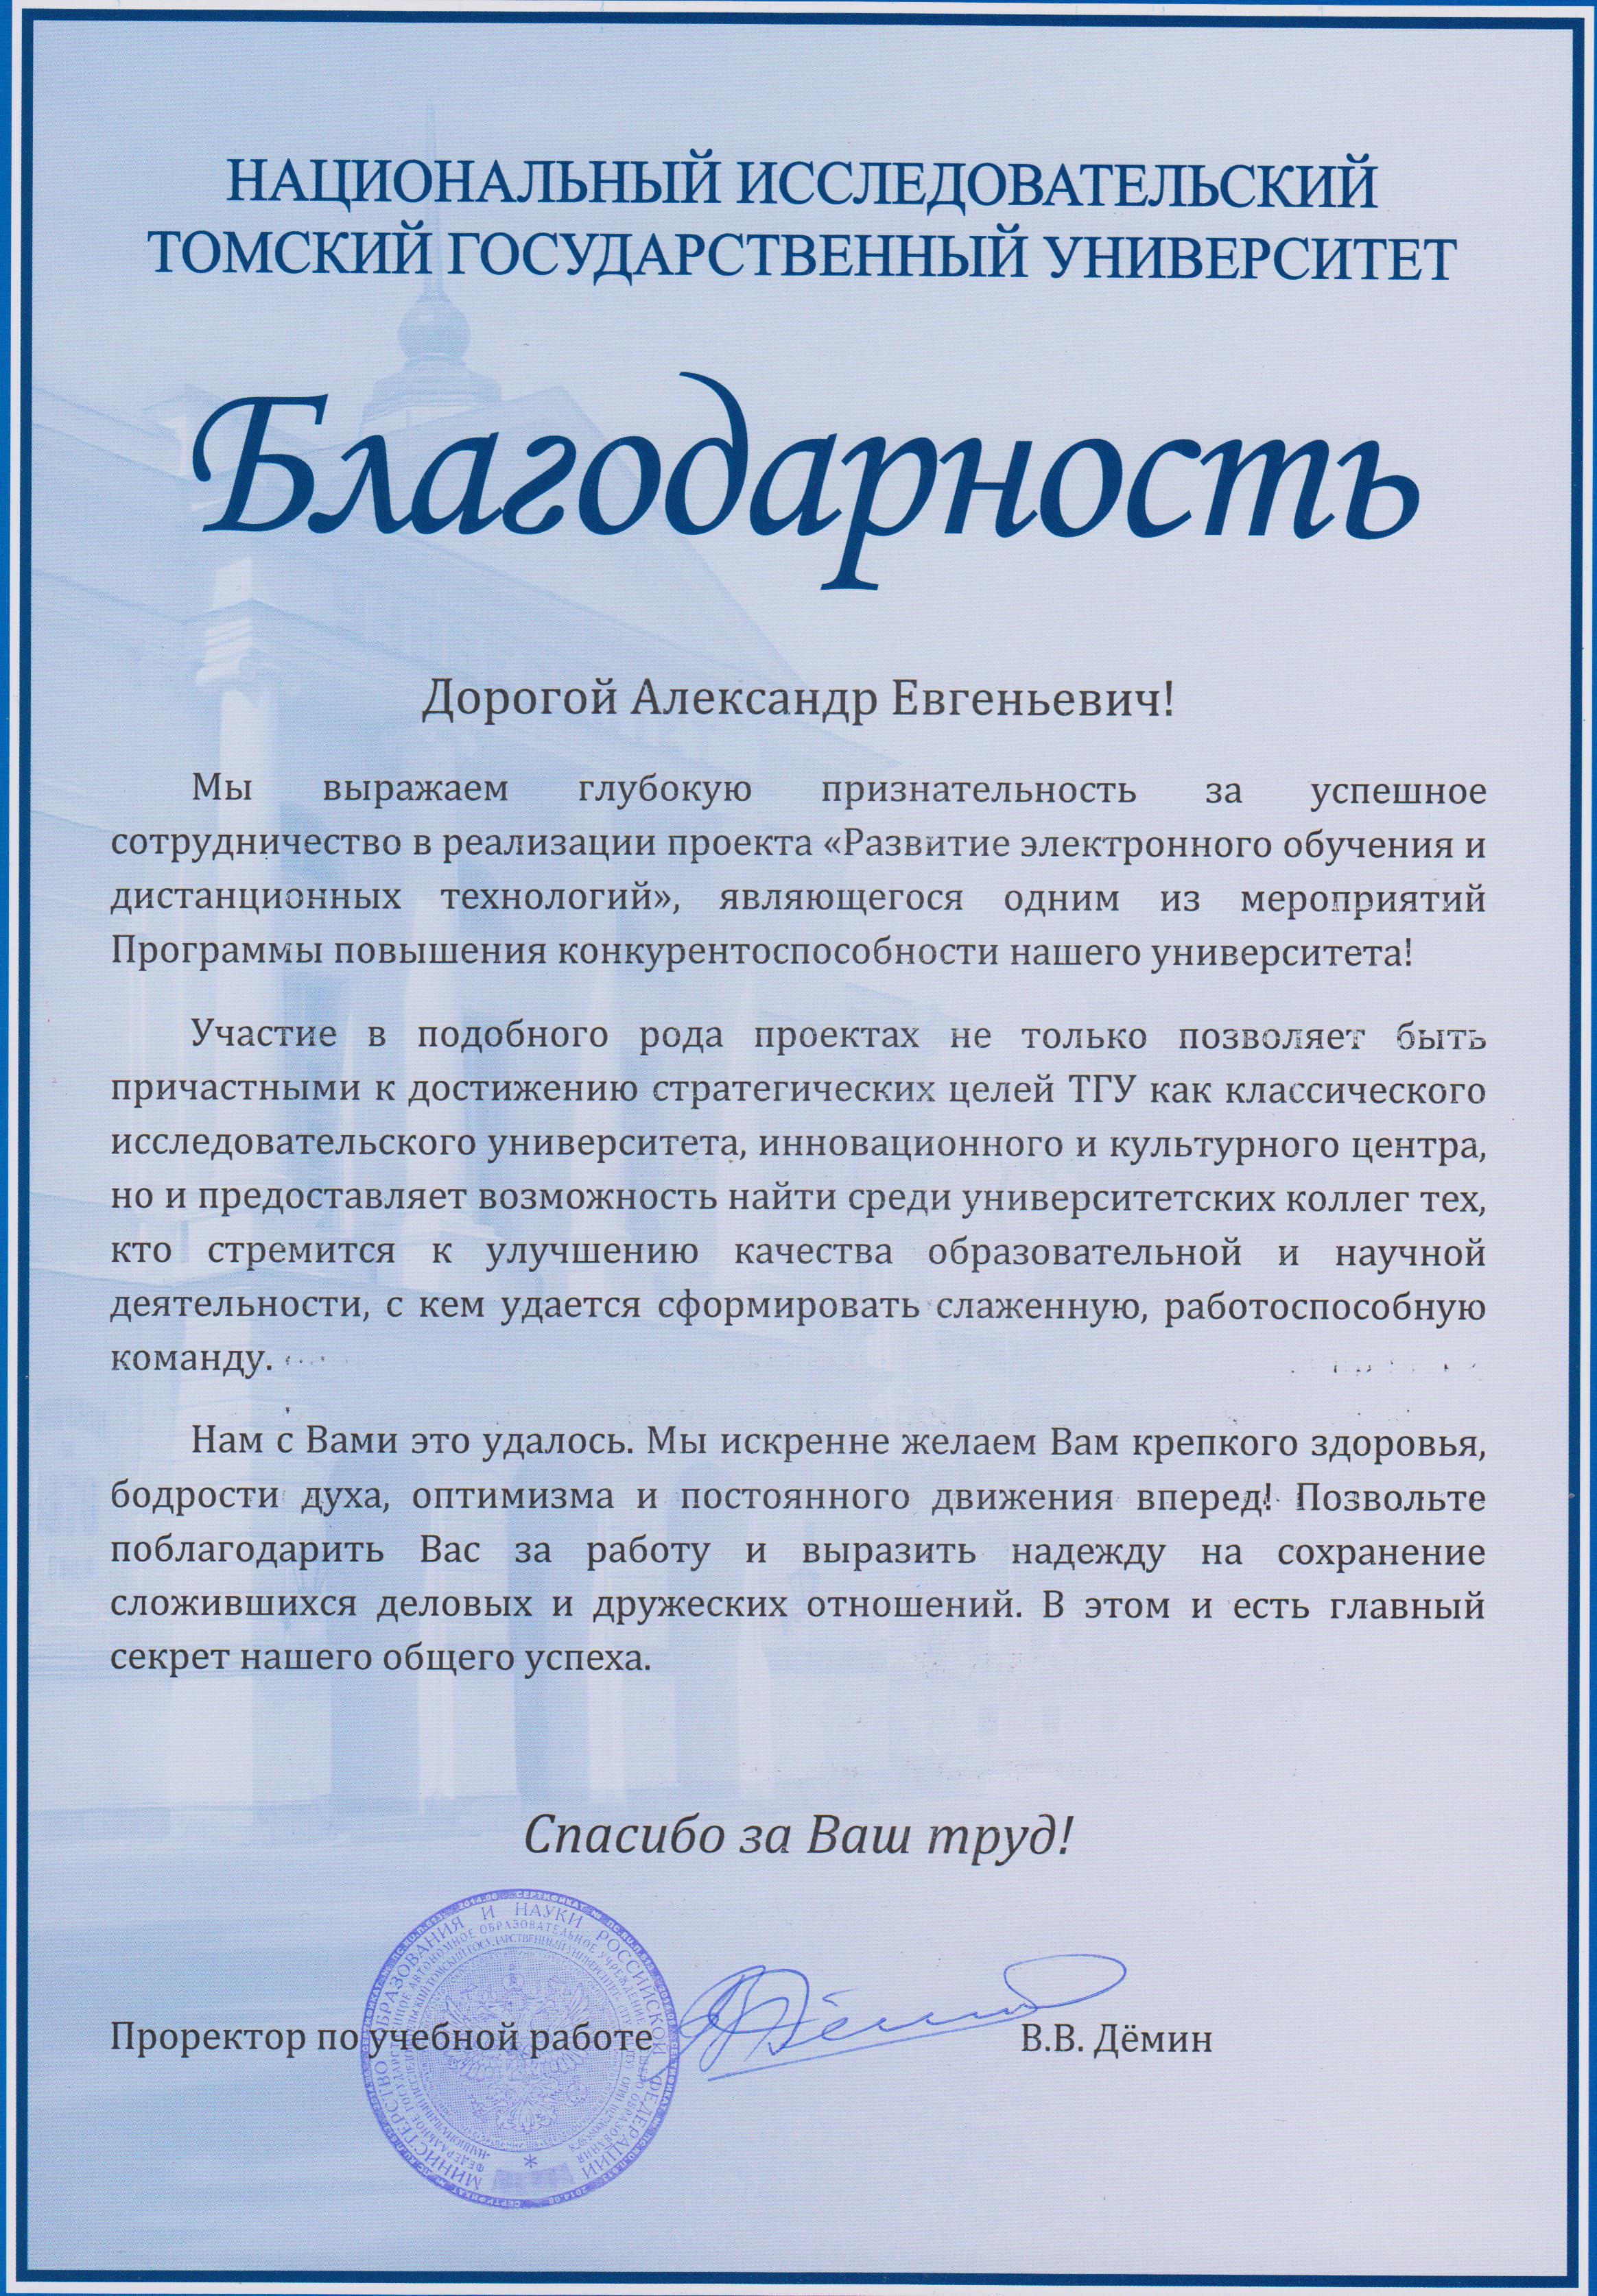 НАЦИОНАЛЬНЫЙ ИССЛЕДОВАТЕЛЬСКИЙ
ТОМСКИЙ ГОСУДАРСТВЕННЫЙ УНИВЕРСИТЕТ
Благодарность
Дорогой Александр Евгеньевич!
Мы выражаем глубокую признательность за успешное
сотрудничество в реализации проекта «Развитие электронного обучения и
дистанционных технологий», являющегося одним из мероприятий
Программы повышения конкурентоспособности нашего университета!
Участие в подобного рода проектах не только позволяет быть
причастными к достижению стратегических целей ТГУ как классического
исследовательского университета, инновационного и культурного центра,
но и предоставляет возможность найти среди университетских коллег тех,
кто стремится к улучшению качества образовательной и научной
деятельности, с кем удается сформировать слаженную, работоспособную
команду.
Нам с Вами это удалось. Мы искренне желаем Вам крепкого здоровья,
бодрости духа, оптимизма и постоянного движения вперед! Позвольте
поблагодарить Вас за работу и выразить надежду на сохранение
сложившихся деловых и дружеских отношений. В этом и есть главный
секрет нашего общего успеха.
Спасибо за Ваш труд!
Проректор по учебной работе В.В. Дёмин
МИНИСТЕРСТВО ОБРАЗОВАНИЯ И НАУКИ РОССИЙСКОЙ ФЕДЕРАЦИИ